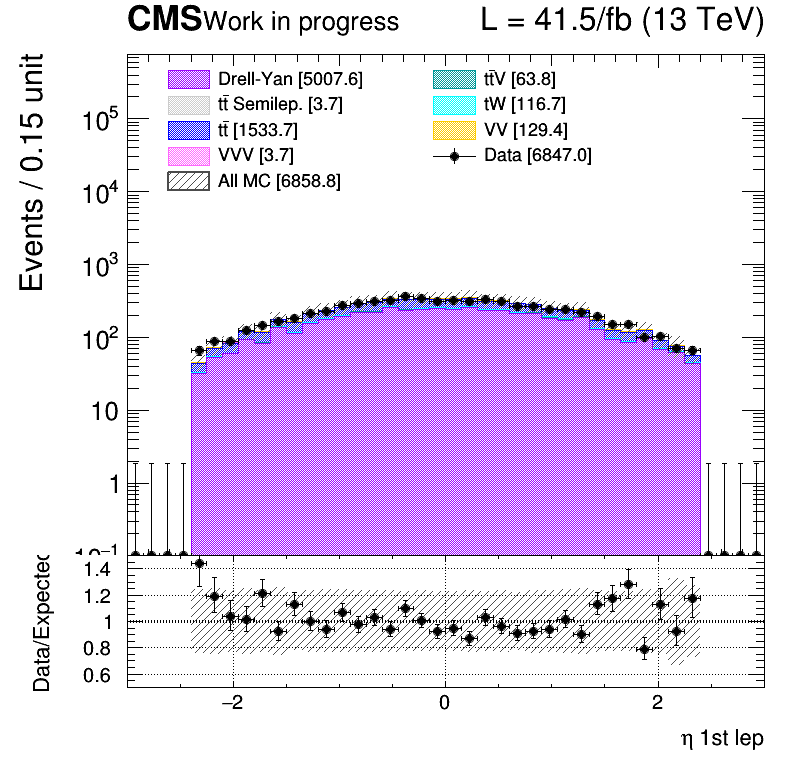 CMS Work in progress L = 41.5/fb (13 TeV)
Events / 0.15 unit
Drell-Yan [5007.6] tt̄V [63.8]
tt̄ Semilep. [3.7] tW [116.7]
tt̄ [1533.7] VV [129.4]
VVV [3.7] Data [6847.0]
All MC [6858.8]
10⁵
10⁴
10³
10²
10
1
10⁻¹
Data/Expected
1.4
1.2
1
0.8
0.6
−2 0 2
η 1st lep